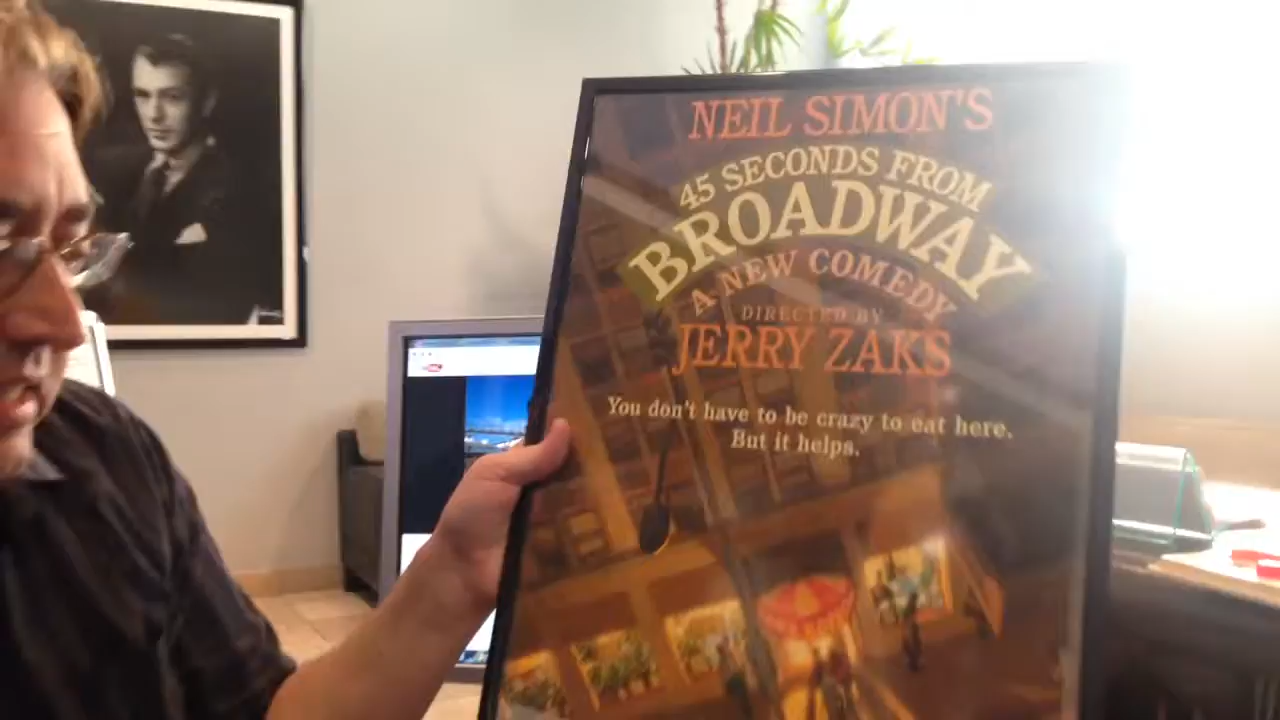 NEIL SIMON'S
45 SECONDS FROM
BROADWAY
A NEW COMEDY
DIRECTED BY
JERRY ZAKS
You don't have to be crazy to eat here.
But it helps.